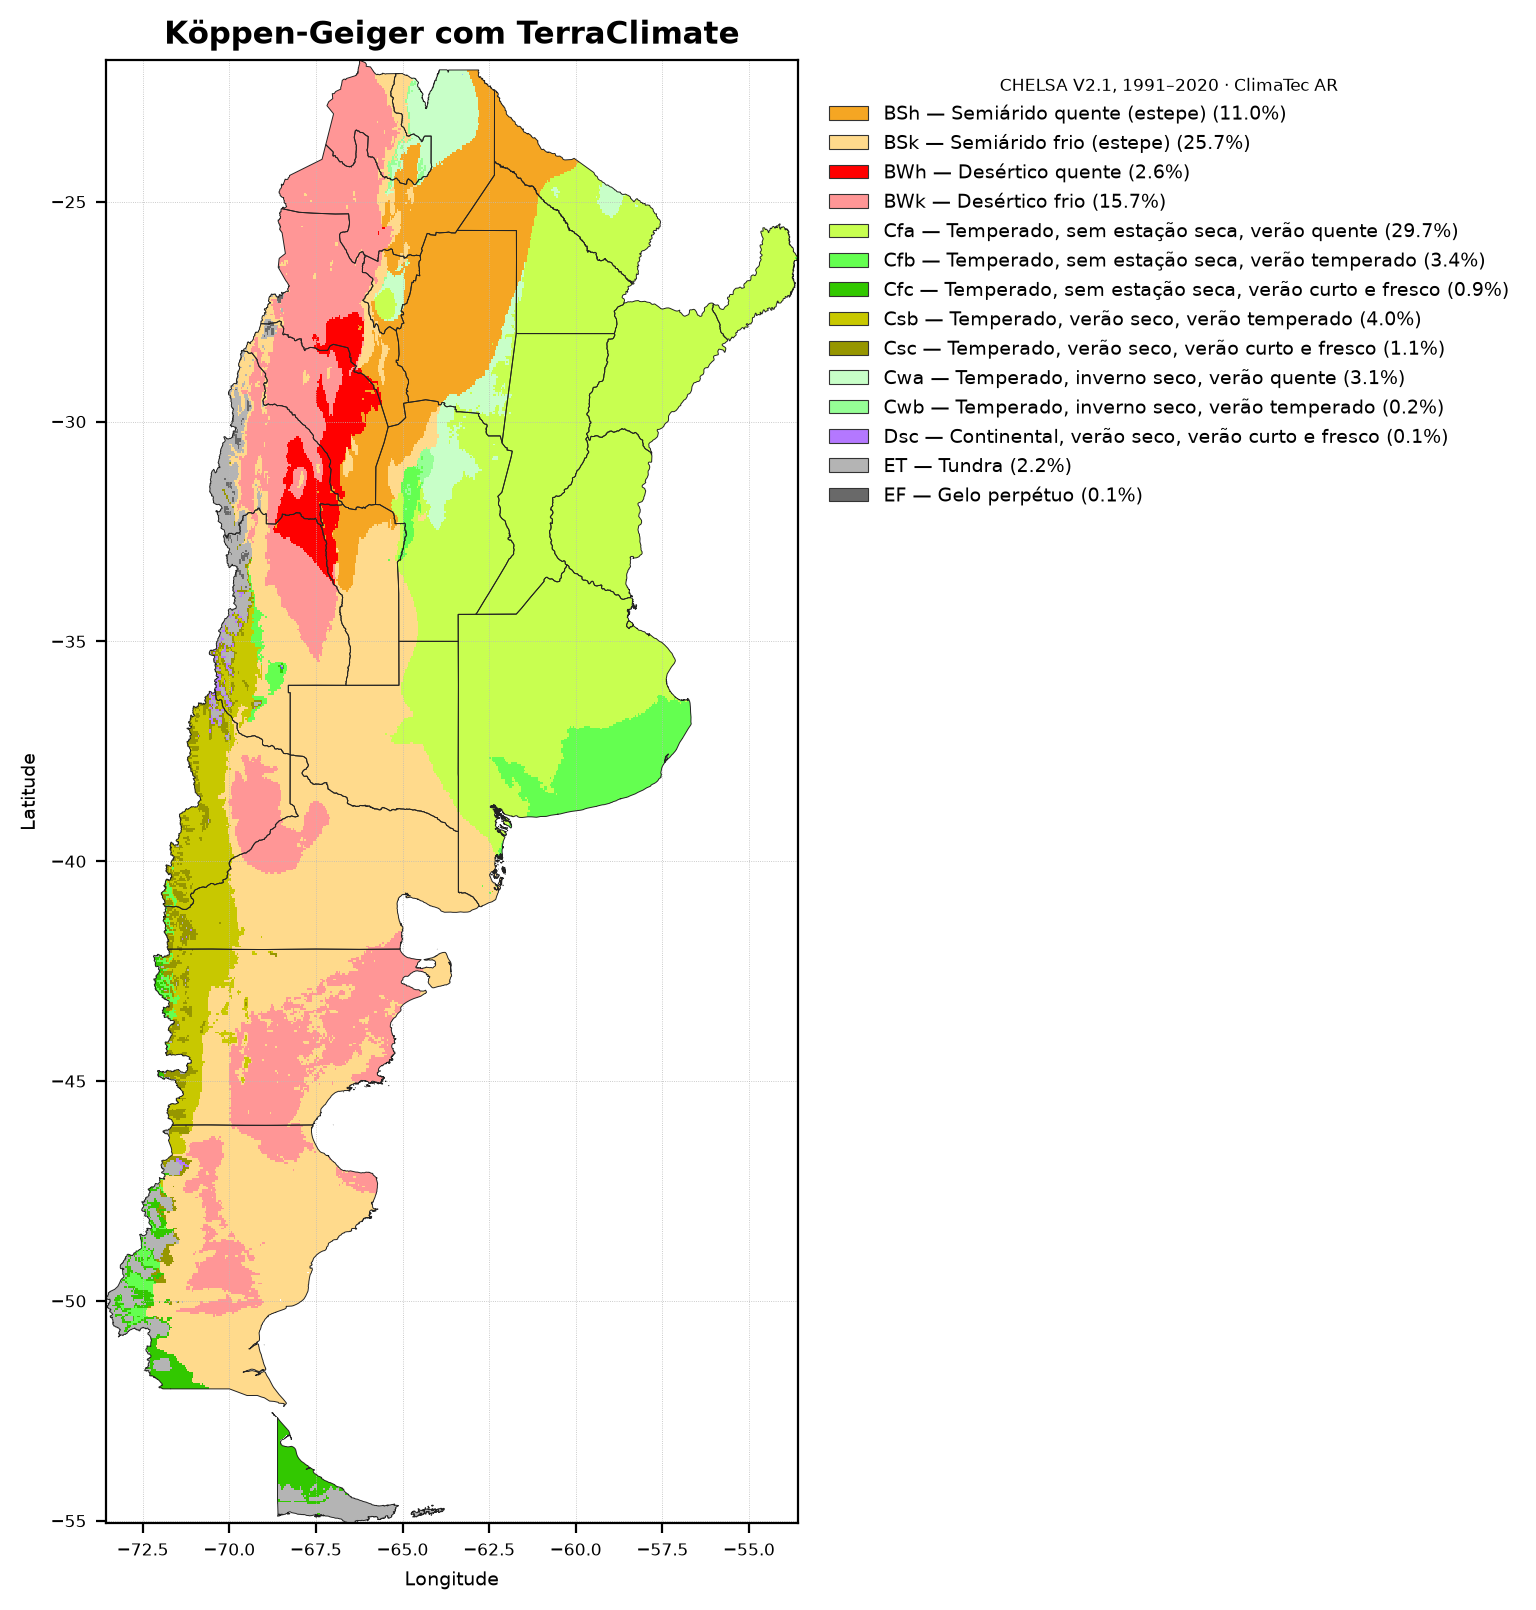 Köppen-Geiger com TerraClimate
CHELSA V2.1, 1991–2020 · ClimaTec AR
BSh — Semiárido quente (estepe) (11.0%)
BSk — Semiárido frio (estepe) (25.7%)
BWh — Desértico quente (2.6%)
BWk — Desértico frio (15.7%)
Cfa — Temperado, sem estação seca, verão quente (29.7%)
Cfb — Temperado, sem estação seca, verão temperado (3.4%)
Cfc — Temperado, sem estação seca, verão curto e fresco (0.9%)
Csb — Temperado, verão seco, verão temperado (4.0%)
Csc — Temperado, verão seco, verão curto e fresco (1.1%)
Cwa — Temperado, inverno seco, verão quente (3.1%)
Cwb — Temperado, inverno seco, verão temperado (0.2%)
Dsc — Continental, verão seco, verão curto e fresco (0.1%)
ET — Tundra (2.2%)
EF — Gelo perpétuo (0.1%)
Latitude
−25
−30
−35
−40
−45
−50
−55
−72.5 −70.0 −67.5 −65.0 −62.5 −60.0 −57.5 −55.0
Longitude